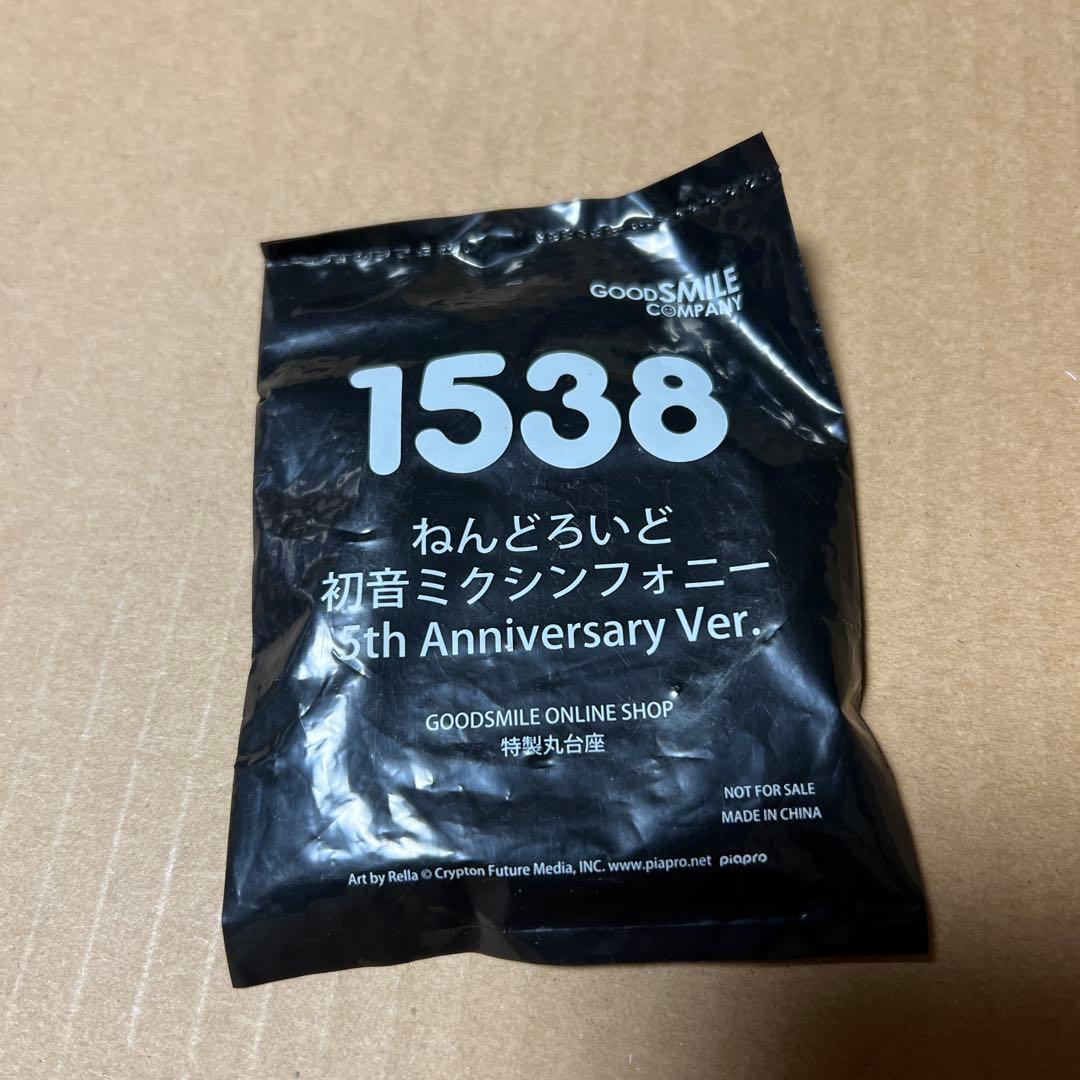 GOODSMILE
COMPANY
1538
ねんどろいど
初音ミクシンフォニー
5th Anniversary Ver.
GOODSMILE ONLINE SHOP
特製丸台座
NOT FOR SALE
MADE IN CHINA
Art by Rella © Crypton Future Media, INC. www.piapro.net piapro